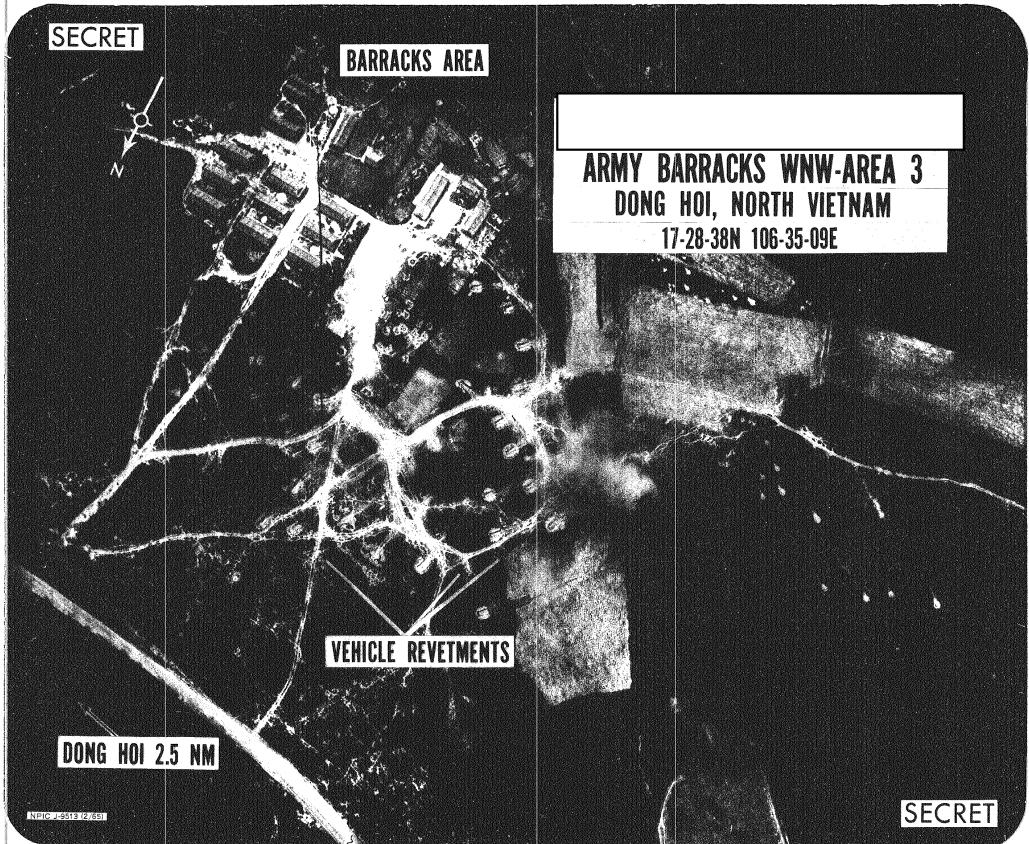 SECRET
BARRACKS AREA
ARMY BARRACKS WNW-AREA 3
DONG HOI, NORTH VIETNAM
17-28-38N 106-35-09E
N
VEHICLE REVETMENTS
DONG HOI 2.5 NM
NPIC J-9513 (2/65)
SECRET